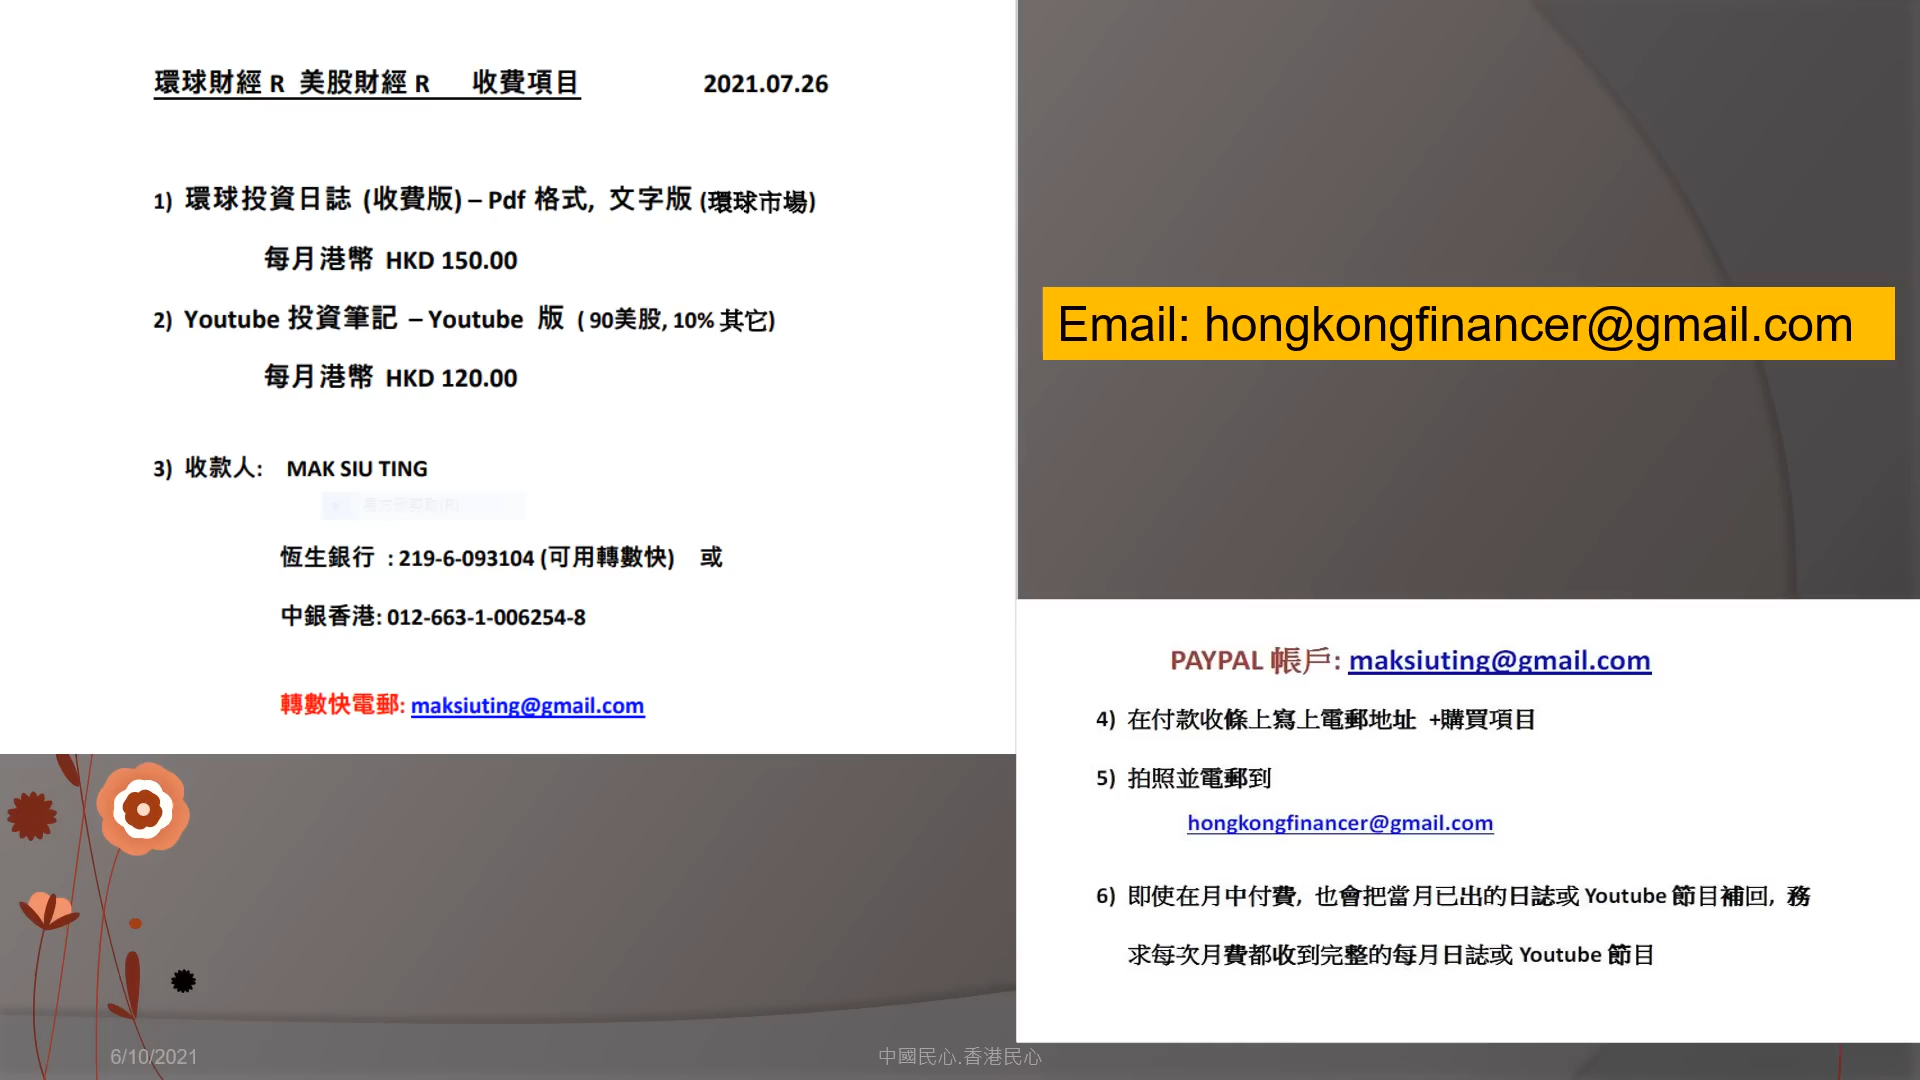 環球財經 R 美股財經 R 收費項目 2021.07.26
1) 環球投資日誌 (收費版) – Pdf 格式, 文字版 (環球市場)
每月港幣 HKD 150.00
2) Youtube 投資筆記 – Youtube 版 ( 90美股, 10% 其它)
每月港幣 HKD 120.00
3) 收款人: MAK SIU TING
恆生銀行 : 219-6-093104 (可用轉數快) 或
中銀香港: 012-663-1-006254-8
轉數快電郵: maksiuting@gmail.com
Email: hongkongfinancer@gmail.com
PAYPAL 帳戶: maksiuting@gmail.com
4) 在付款收條上寫上電郵地址 +購買項目
5) 拍照並電郵到
hongkongfinancer@gmail.com
6) 即使在月中付費, 也會把當月已出的日誌或 Youtube 節目補回, 務
求每次月費都收到完整的每月日誌或 Youtube 節目
6/10/2021
中國民心.香港民心